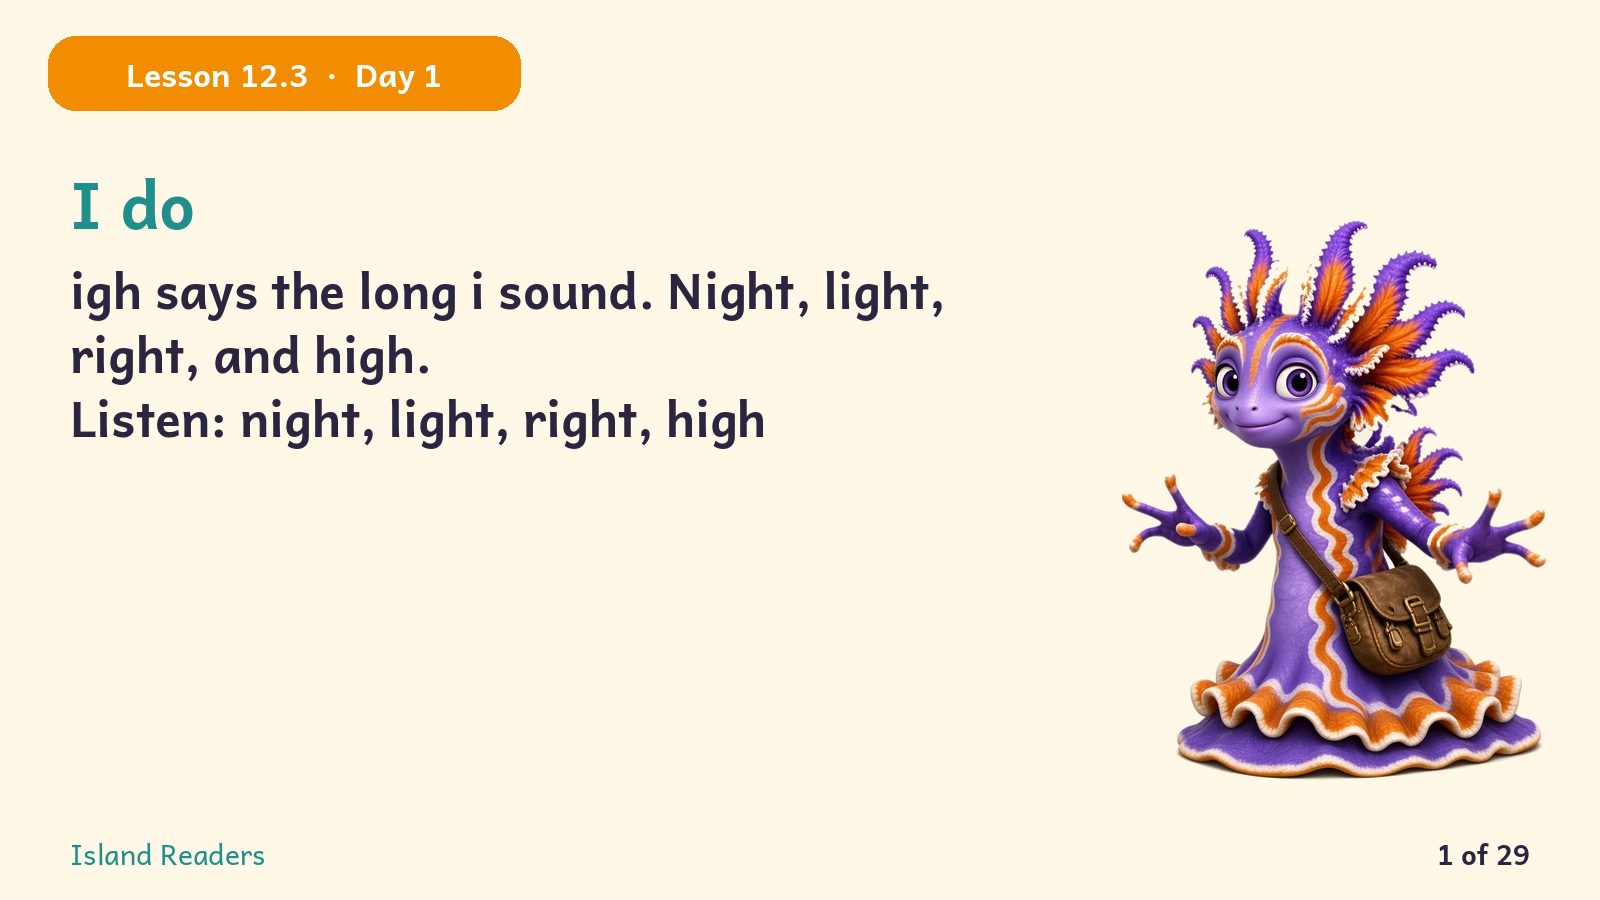 Lesson 12.3 · Day 1
I do
igh says the long i sound. Night, light,
right, and high.
Listen: night, light, right, high
Island Readers
1 of 29